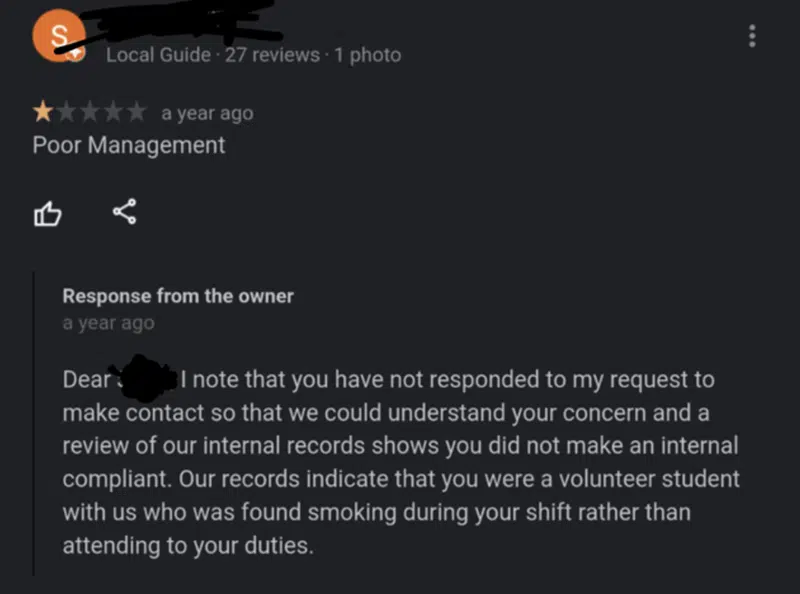 S
Local Guide · 27 reviews · 1 photo
a year ago
Poor Management
Response from the owner
a year ago
Dear I note that you have not responded to my request to
make contact so that we could understand your concern and a
review of our internal records shows you did not make an internal
compliant. Our records indicate that you were a volunteer student
with us who was found smoking during your shift rather than
attending to your duties.